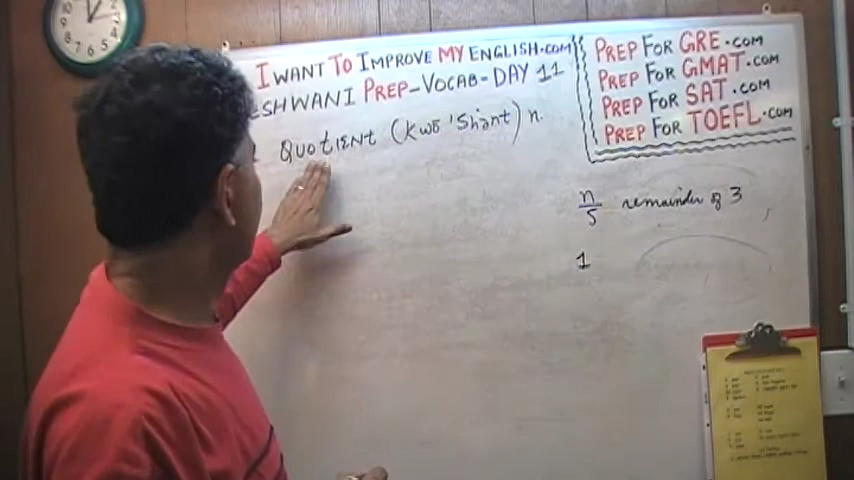 I WANT TO IMPROVE MY ENGLISH.COM
ESHWANI PREP-VOCAB-DAY 11
QUOTIENT (Kwō 'Shənt) n.
PREP FOR GRE.COM
PREP FOR GMAT.COM
PREP FOR SAT.COM
PREP FOR TOEFL.COM
n/5 remainder of 3
1